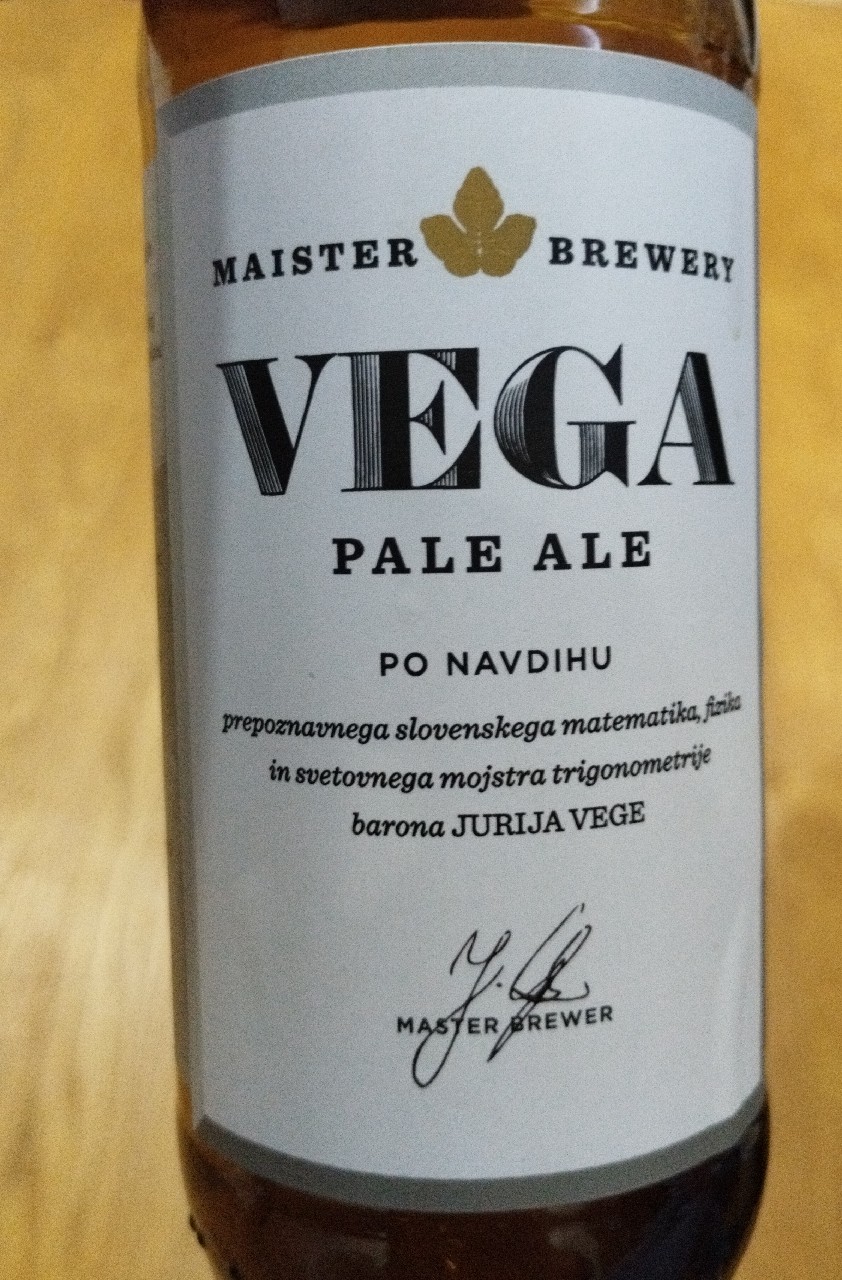 MAISTER BREWERY
VEGA
PALE ALE
PO NAVDIHU
prepoznavnega slovenskega matematika, fizika
in svetovnega mojstra trigonometrije
barona JURIJA VEGE
MASTER BREWER